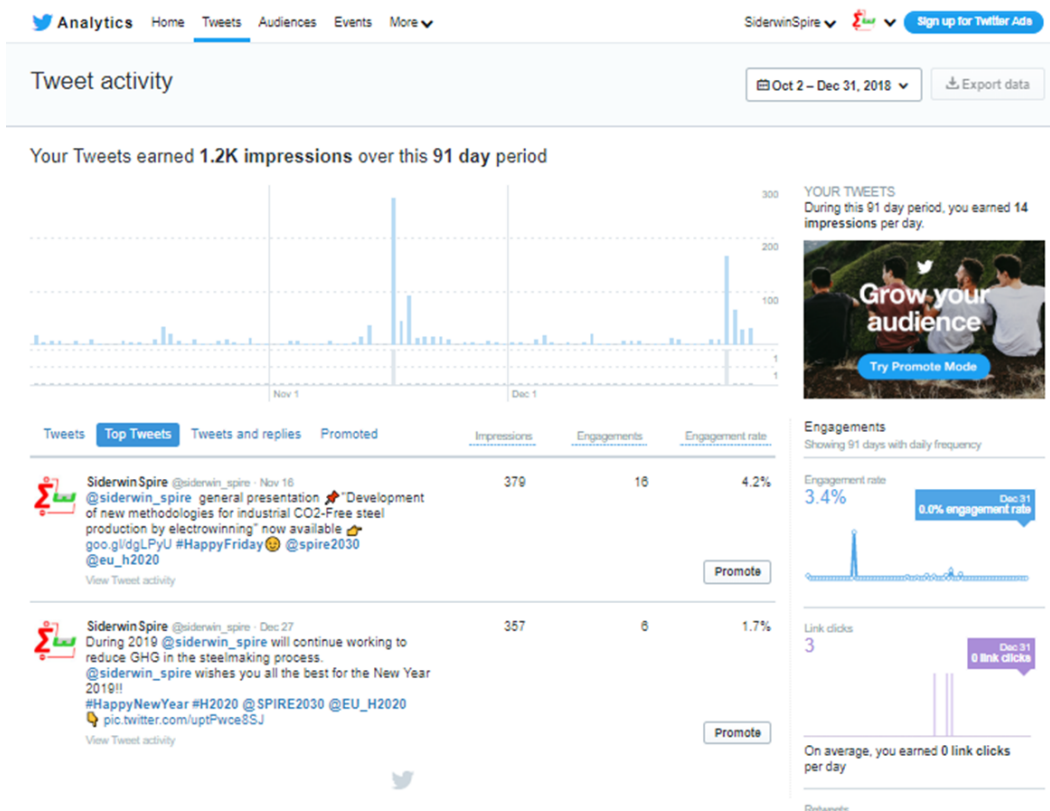 Analytics Home Tweets Audiences Events More
SiderwinSpire
Sign up for Twitter Ads
Tweet activity
Oct 2 – Dec 31, 2018
Export data
Your Tweets earned 1.2K impressions over this 91 day period
300
200
100
1
1
Nov 1
Dec 1
YOUR TWEETS
During this 91 day period, you earned 14
impressions per day.
Grow your
audience
Try Promote Mode
Tweets Top Tweets Tweets and replies Promoted
Impressions Engagements Engagement rate
Siderwin Spire @siderwin_spire · Nov 16
@siderwin_spire general presentation 📌"Development
of new methodologies for industrial CO2-Free steel
production by electrowinning" now available 👉
goo.gl/dgLPyU #HappyFriday🙂 @spire2030
@eu_h2020
View Tweet activity
379 16 4.2%
Promote
Siderwin Spire @siderwin_spire · Dec 27
During 2019 @siderwin_spire will continue working to
reduce GHG in the steelmaking process.
@siderwin_spire wishes you all the best for the New Year
2019!!
#HappyNewYear #H2020 @SPIRE2030 @EU_H2020
👇 pic.twitter.com/uptPwce8SJ
View Tweet activity
357 6 1.7%
Promote
Engagements
Showing 91 days with daily frequency
Engagement rate
3.4%
Dec 31
0.0% engagement rate
Link clicks
3
Dec 31
0 link clicks
On average, you earned 0 link clicks
per day
Retweets